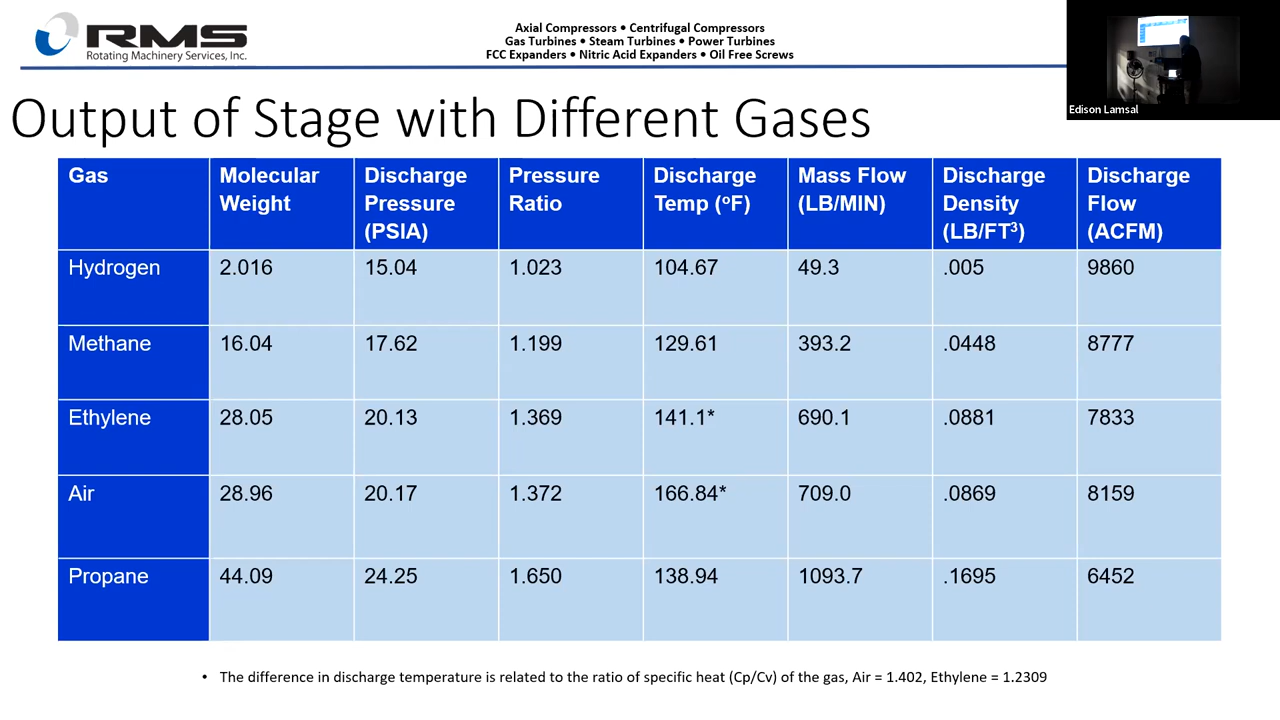 RMS
Rotating Machinery Services, Inc.
Axial Compressors • Centrifugal Compressors
Gas Turbines • Steam Turbines • Power Turbines
FCC Expanders • Nitric Acid Expanders • Oil Free Screws
Edison Lamsal
Output of Stage with Different Gases
Gas Molecular Weight Discharge Pressure (PSIA) Pressure Ratio Discharge Temp (ºF) Mass Flow (LB/MIN) Discharge Density (LB/FT³) Discharge Flow (ACFM)
Hydrogen 2.016 15.04 1.023 104.67 49.3 .005 9860
Methane 16.04 17.62 1.199 129.61 393.2 .0448 8777
Ethylene 28.05 20.13 1.369 141.1* 690.1 .0881 7833
Air 28.96 20.17 1.372 166.84* 709.0 .0869 8159
Propane 44.09 24.25 1.650 138.94 1093.7 .1695 6452
• The difference in discharge temperature is related to the ratio of specific heat (Cp/Cv) of the gas, Air = 1.402, Ethylene = 1.2309